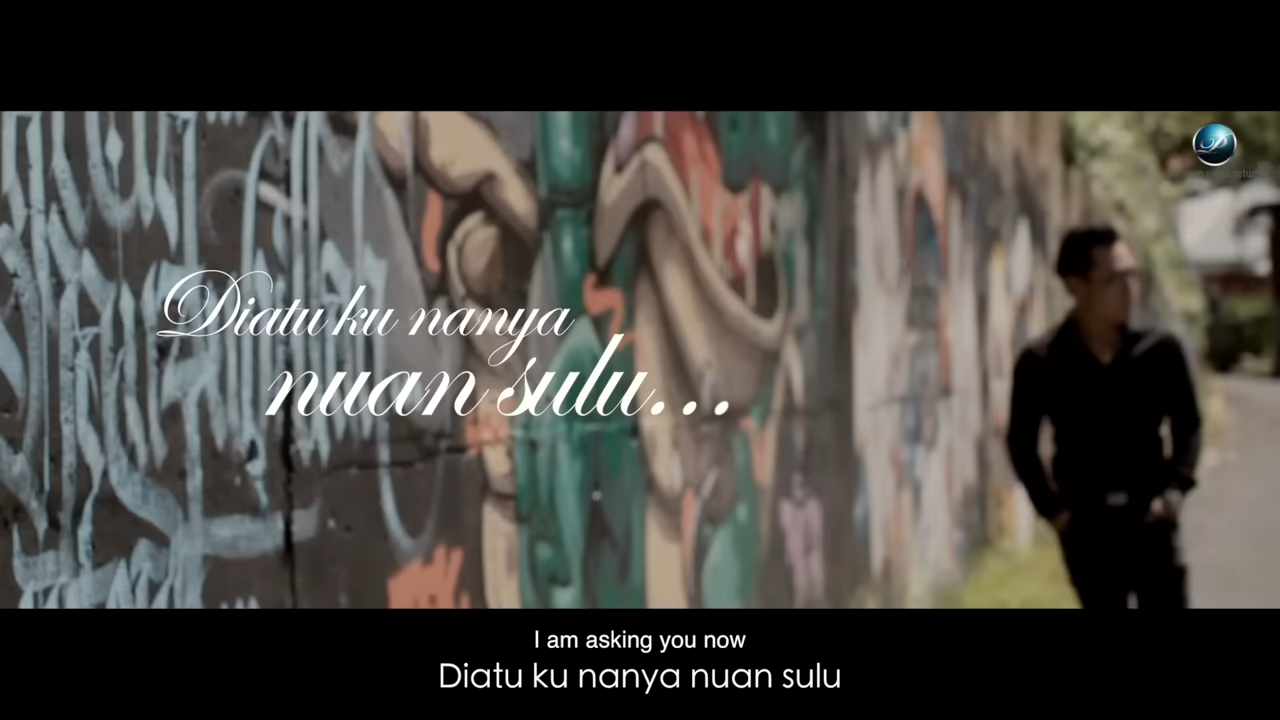 Diatu ku nanya
nuan sulu...
I am asking you now
Diatu ku nanya nuan sulu